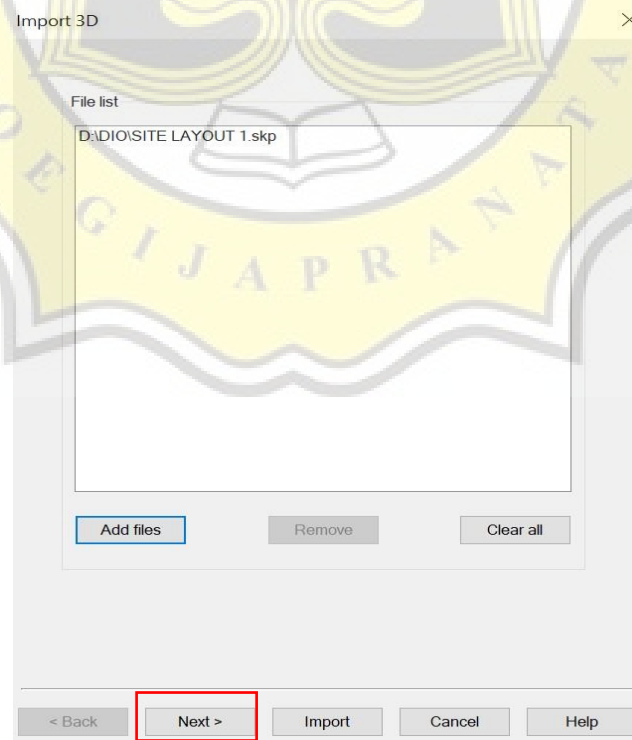 Import 3D
File list
D:\DIO\SITE LAYOUT 1.skp
OEGIJAPRANATA
Add files Remove Clear all
< Back Next > Import Cancel Help